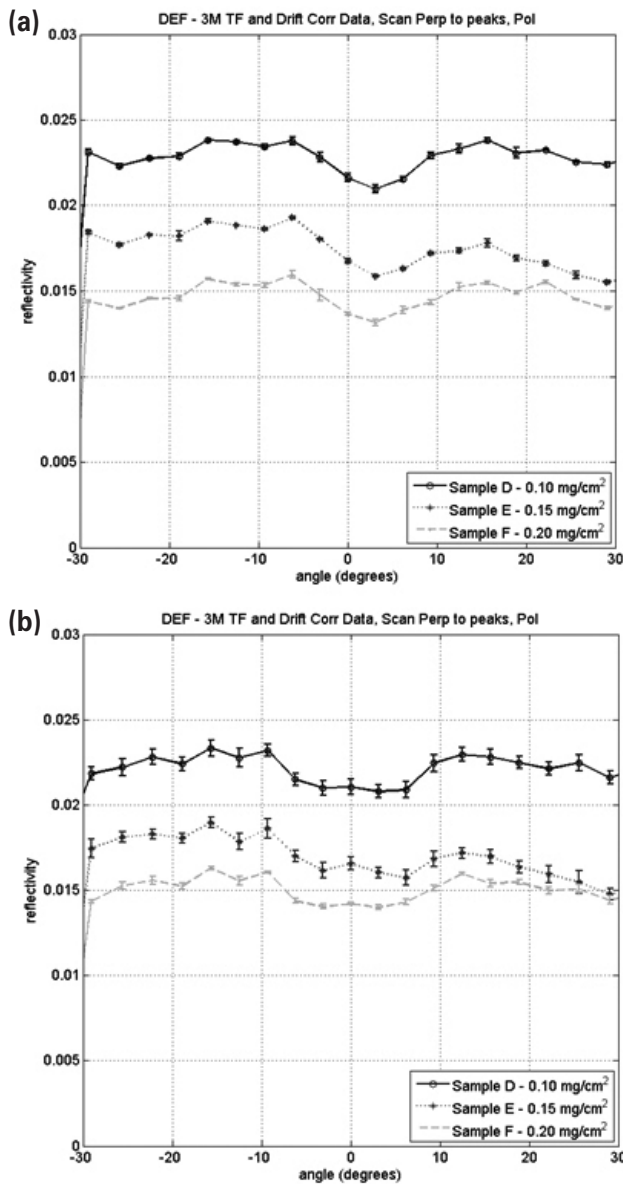 (a)
DEF - 3M TF and Drift Corr Data, Scan Perp to peaks, Pol
0.03
0.025
0.02
0.015
0.01
0.005
0
reflectivity
Sample D - 0.10 mg/cm²
Sample E - 0.15 mg/cm²
Sample F - 0.20 mg/cm²
-30 -20 -10 0 10 20 30
angle (degrees)
(b)
DEF - 3M TF and Drift Corr Data, Scan Perp to peaks, Pol
0.03
0.025
0.02
0.015
0.01
0.005
0
reflectivity
Sample D - 0.10 mg/cm²
Sample E - 0.15 mg/cm²
Sample F - 0.20 mg/cm²
-30 -20 -10 0 10 20 30
angle (degrees)